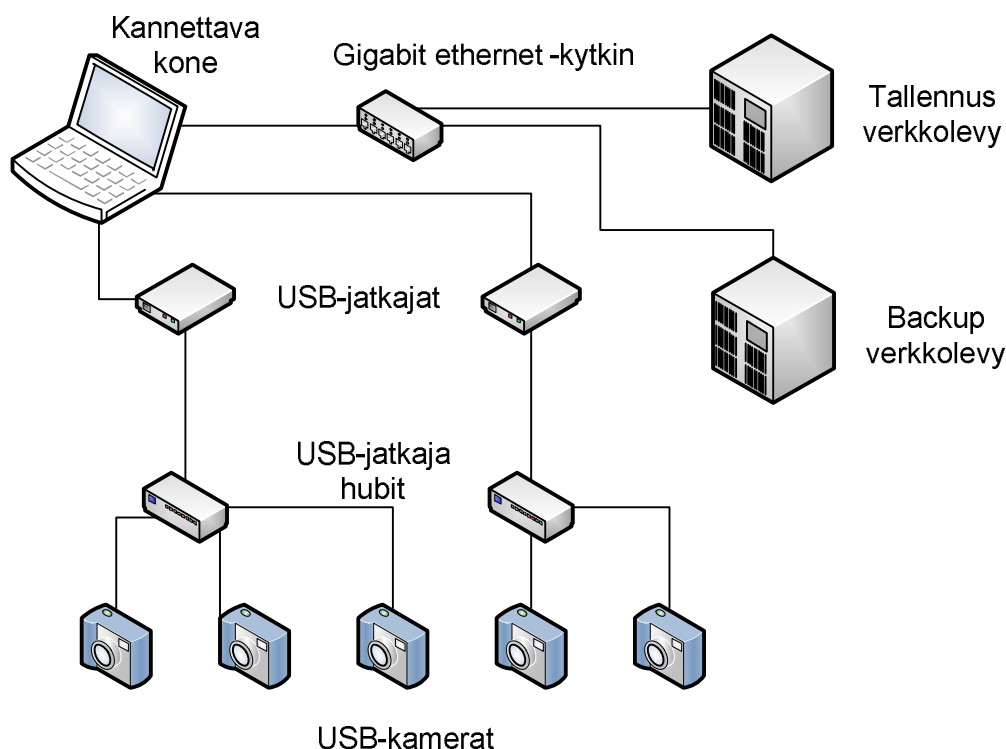 Kannettava
kone
Gigabit ethernet -kytkin
Tallennus
verkkolevy
USB-jatkajat
Backup
verkkolevy
USB-jatkaja
hubit
USB-kamerat